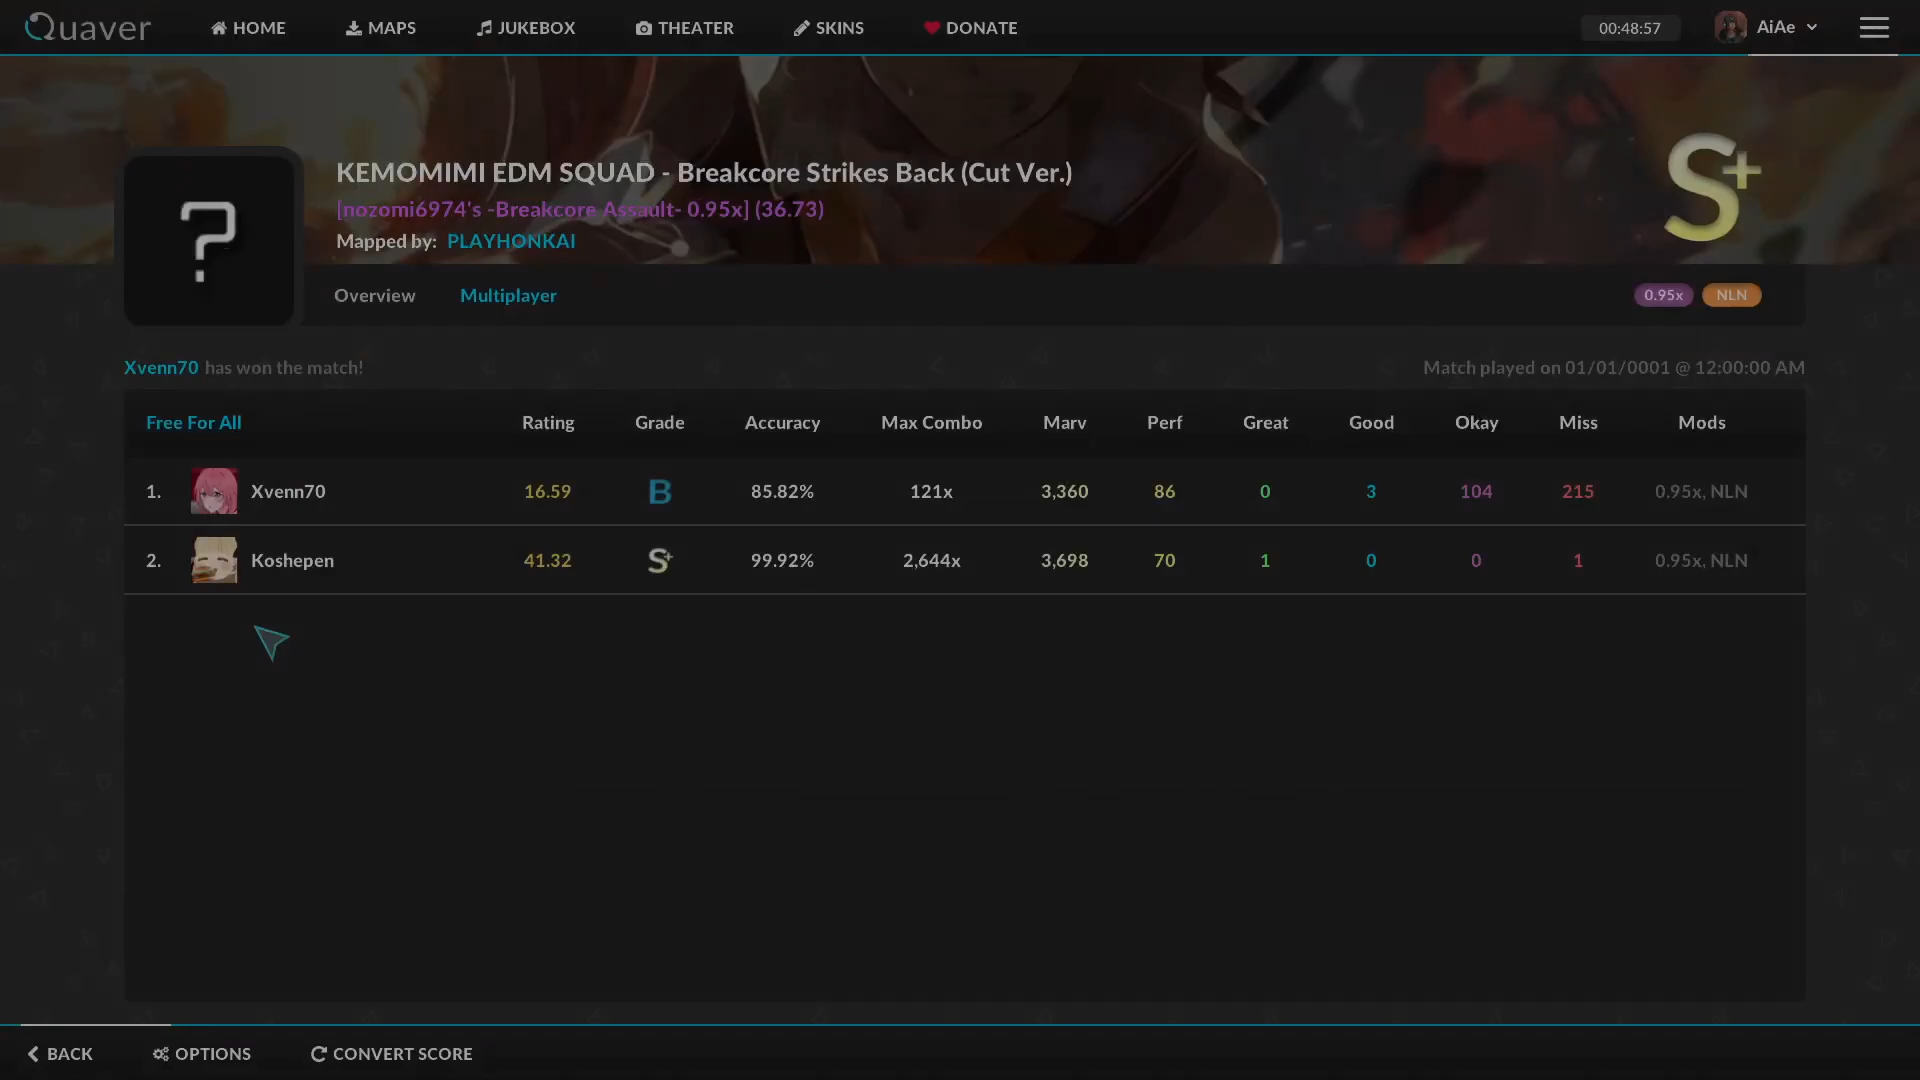 Quaver HOME MAPS JUKEBOX THEATER SKINS DONATE 00:48:57 AiAe
KEMOMIMI EDM SQUAD - Breakcore Strikes Back (Cut Ver.)
[nozomi6974's -Breakcore Assault- 0.95x] (36.73)
Mapped by: PLAYHONKAI
S+
?
Overview Multiplayer 0.95x NLN
Xvenn70 has won the match! Match played on 01/01/0001 @ 12:00:00 AM
Free For All Rating Grade Accuracy Max Combo Marv Perf Great Good Okay Miss Mods
1. Xvenn70 16.59 B 85.82% 121x 3,360 86 0 3 104 215 0.95x, NLN
2. Koshepen 41.32 S+ 99.92% 2,644x 3,698 70 1 0 0 1 0.95x, NLN
BACK OPTIONS CONVERT SCORE